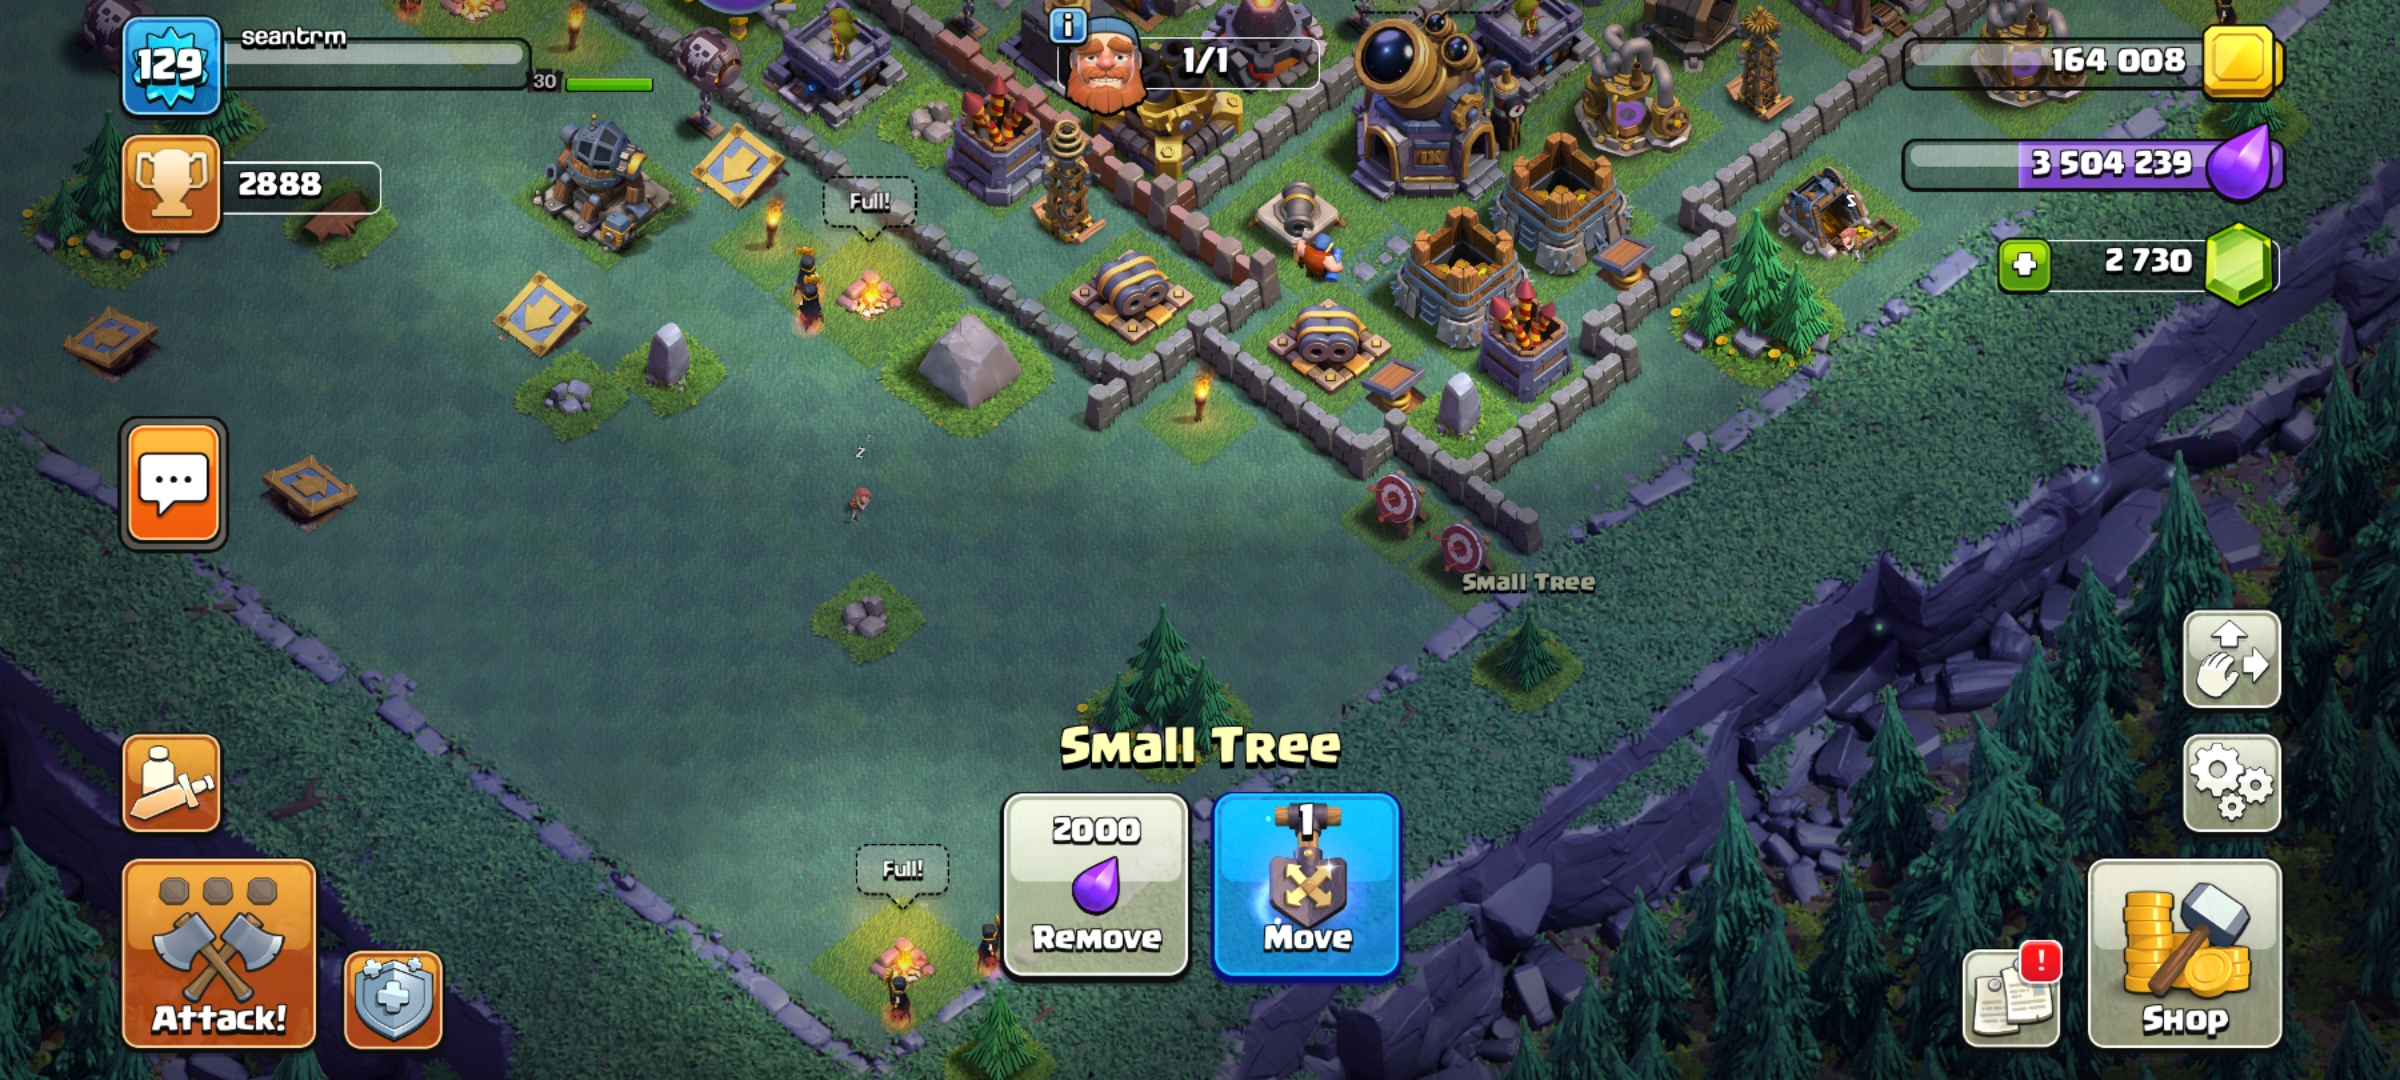 129
seantrm
30
1/1
164 008
2888
3 504 239
2 730
Full!
z
s
Small Tree
Small Tree
2000
Remove
1
Move
Full!
Attack!
!
Shop